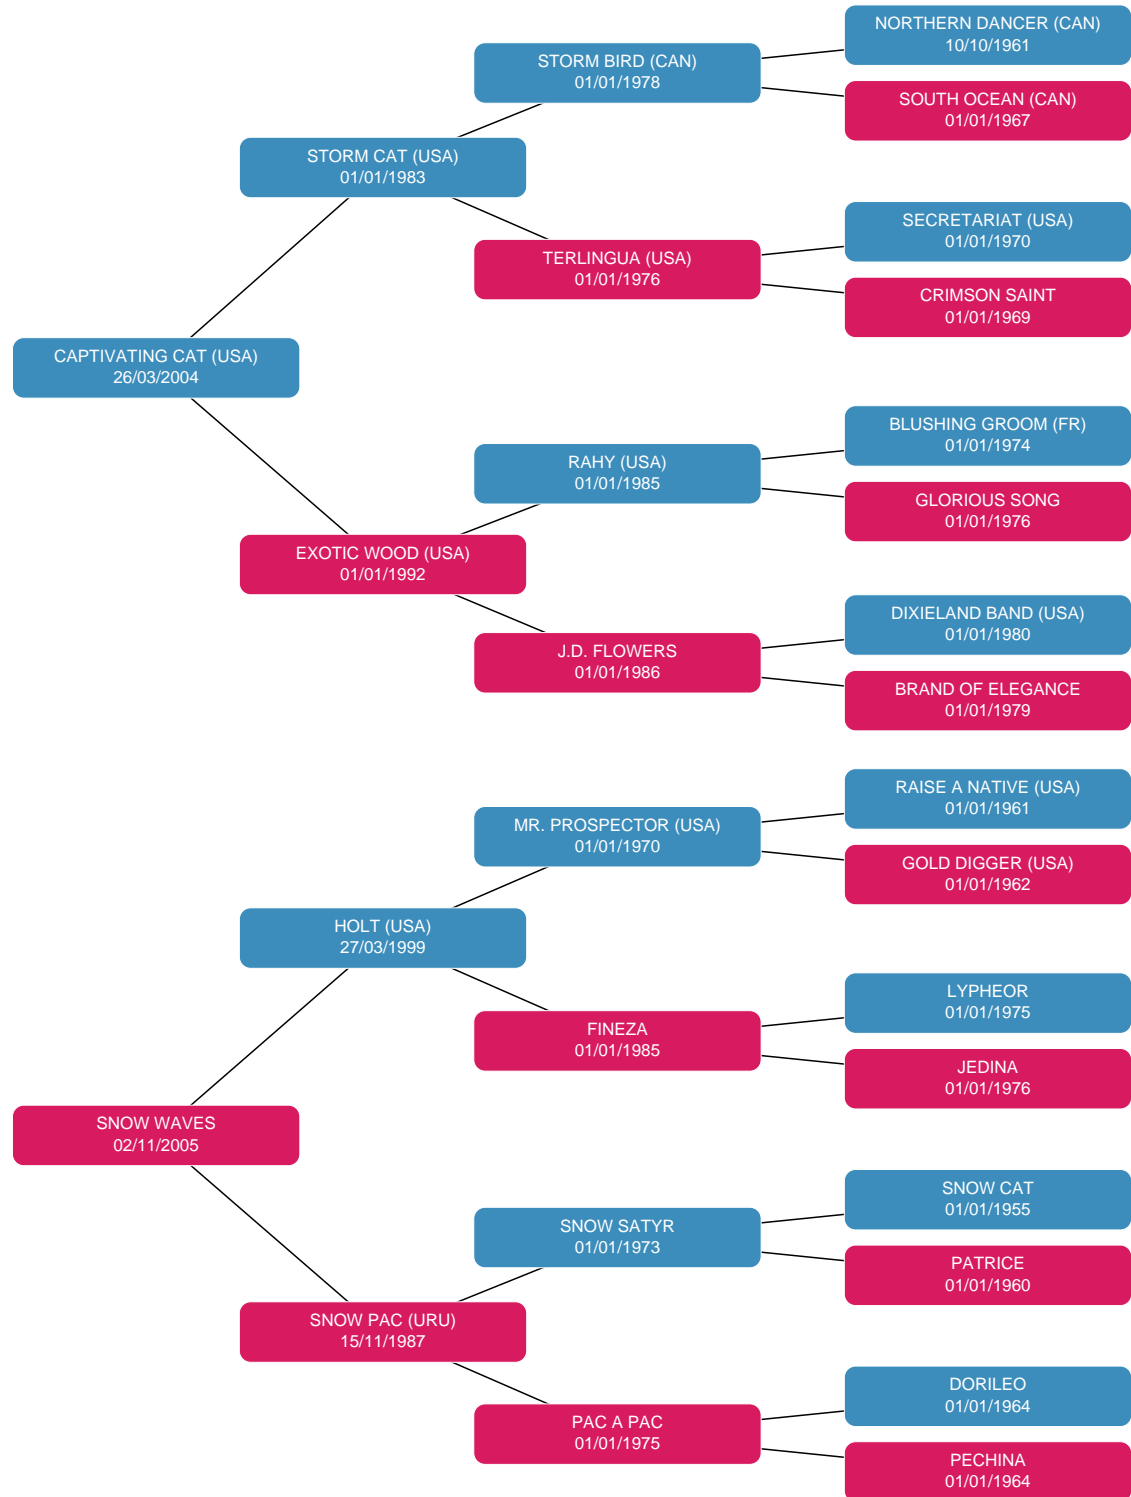 NORTHERN DANCER (CAN)
10/10/1961
STORM BIRD (CAN)
01/01/1978
SOUTH OCEAN (CAN)
01/01/1967
STORM CAT (USA)
01/01/1983
SECRETARIAT (USA)
01/01/1970
TERLINGUA (USA)
01/01/1976
CRIMSON SAINT
01/01/1969
CAPTIVATING CAT (USA)
26/03/2004
BLUSHING GROOM (FR)
01/01/1974
RAHY (USA)
01/01/1985
GLORIOUS SONG
01/01/1976
EXOTIC WOOD (USA)
01/01/1992
DIXIELAND BAND (USA)
01/01/1980
J.D. FLOWERS
01/01/1986
BRAND OF ELEGANCE
01/01/1979
RAISE A NATIVE (USA)
01/01/1961
MR. PROSPECTOR (USA)
01/01/1970
GOLD DIGGER (USA)
01/01/1962
HOLT (USA)
27/03/1999
LYPHEOR
01/01/1975
FINEZA
01/01/1985
JEDINA
01/01/1976
SNOW WAVES
02/11/2005
SNOW CAT
01/01/1955
SNOW SATYR
01/01/1973
PATRICE
01/01/1960
SNOW PAC (URU)
15/11/1987
DORILEO
01/01/1964
PAC A PAC
01/01/1975
PECHINA
01/01/1964